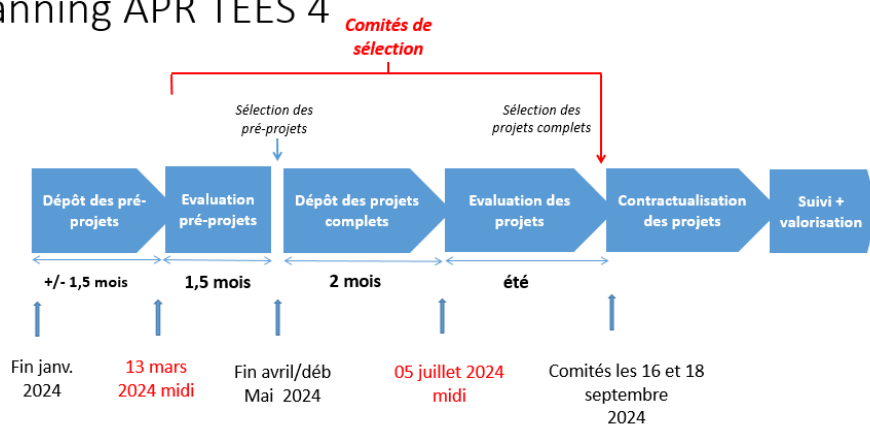 anning APR TEES 4
Comités de
sélection
Sélection des
pré-projets
Sélection des
projets complets
Dépôt des pré-
projets
Evaluation
pré-projets
Dépôt des projets
complets
Evaluation des
projets
Contractualisation
des projets
Suivi +
valorisation
+/- 1,5 mois
1,5 mois
2 mois
été
Fin janv.
2024
13 mars
2024 midi
Fin avril/déb
Mai 2024
05 juillet 2024
midi
Comités les 16 et 18
septembre
2024